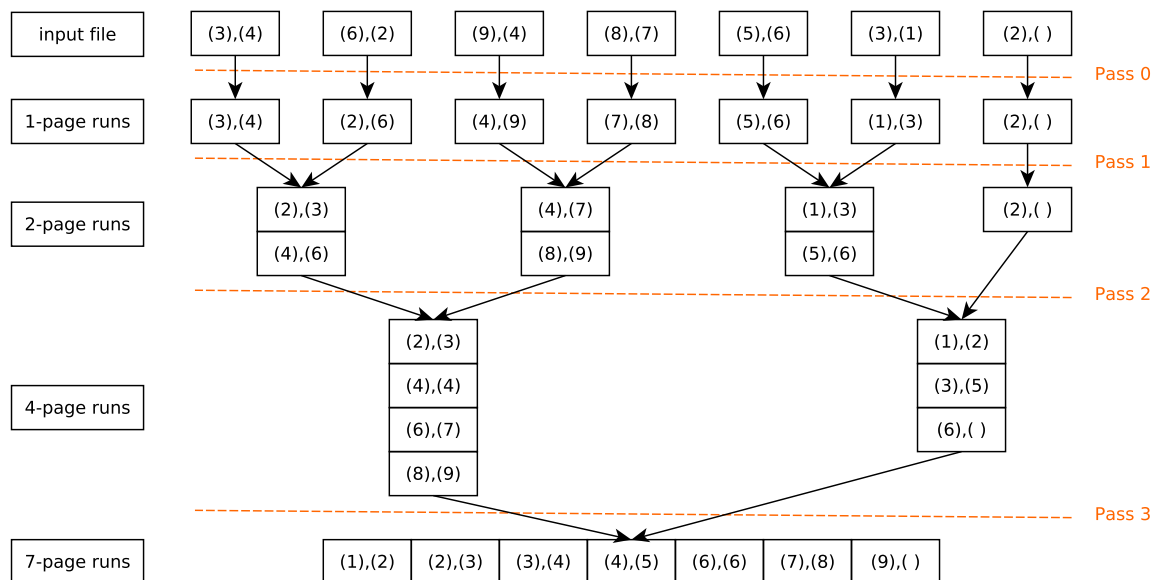 input file (3),(4) (6),(2) (9),(4) (8),(7) (5),(6) (3),(1) (2),( )
Pass 0
1-page runs (3),(4) (2),(6) (4),(9) (7),(8) (5),(6) (1),(3) (2),( )
Pass 1
2-page runs
(2),(3) (4),(7) (1),(3) (2),( )
(4),(6) (8),(9) (5),(6)
Pass 2
(2),(3) (1),(2)
(4),(4) (3),(5)
4-page runs
(6),(7) (6),( )
(8),(9)
Pass 3
7-page runs (1),(2) (2),(3) (3),(4) (4),(5) (6),(6) (7),(8) (9),( )